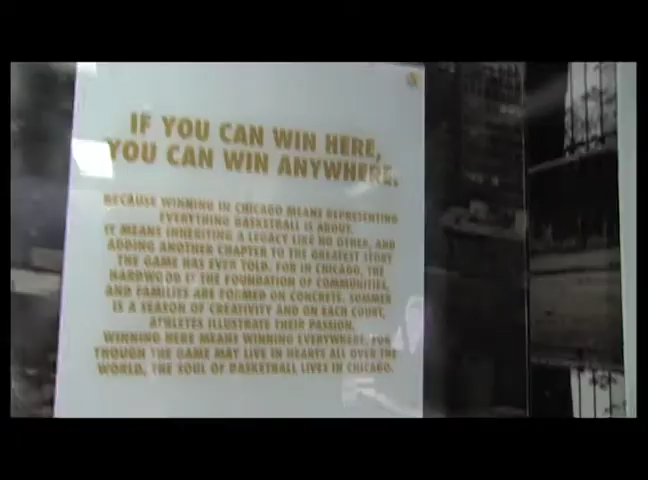 IF YOU CAN WIN HERE,
YOU CAN WIN ANYWHERE.
BECAUSE WINNING IN CHICAGO MEANS REPRESENTING
EVERYTHING BASKETBALL IS ABOUT.
IT MEANS INHERITING A LEGACY LIKE NO OTHER, AND
ADDING ANOTHER CHAPTER TO THE GREATEST STORY
THE GAME HAS EVER TOLD. FOR IN CHICAGO, THE
HARDWOOD IS THE FOUNDATION OF COMMUNITIES,
AND FAMILIES ARE FORMED ON CONCRETE. SUMMER
IS A SEASON OF CREATIVITY AND ON EACH COURT,
ATHLETES ILLUSTRATE THEIR PASSION.
WINNING HERE MEANS WINNING EVERYWHERE. FOR
THOUGH THE GAME MAY LIVE IN HEARTS ALL OVER THE
WORLD, THE SOUL OF BASKETBALL LIVES IN CHICAGO.